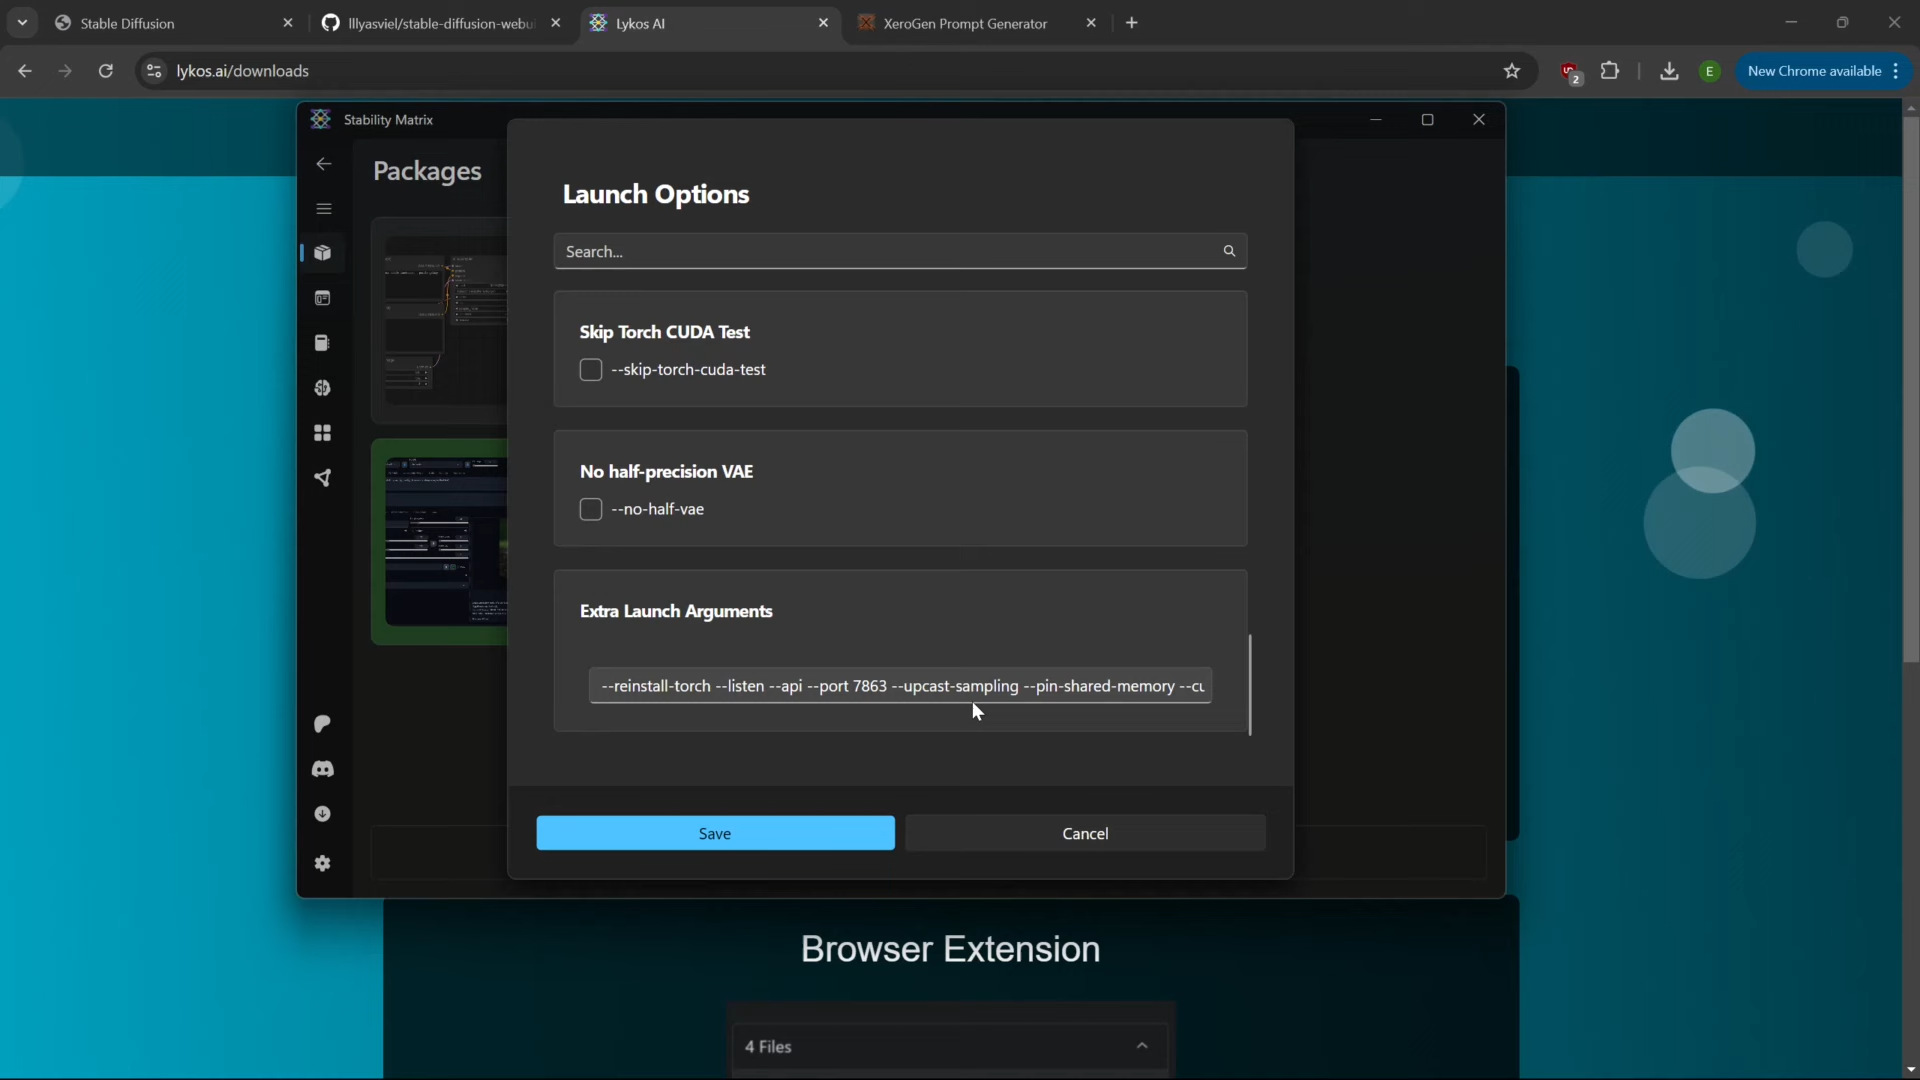 Stable Diffusion
lllyasviel/stable-diffusion-webui
Lykos AI
XeroGen Prompt Generator
lykos.ai/downloads
2
E
New Chrome available
Stability Matrix
Packages
Launch Options
Search...
Skip Torch CUDA Test
--skip-torch-cuda-test
No half-precision VAE
--no-half-vae
Extra Launch Arguments
--reinstall-torch --listen --api --port 7863 --upcast-sampling --pin-shared-memory --cu
Save
Cancel
Browser Extension
4 Files